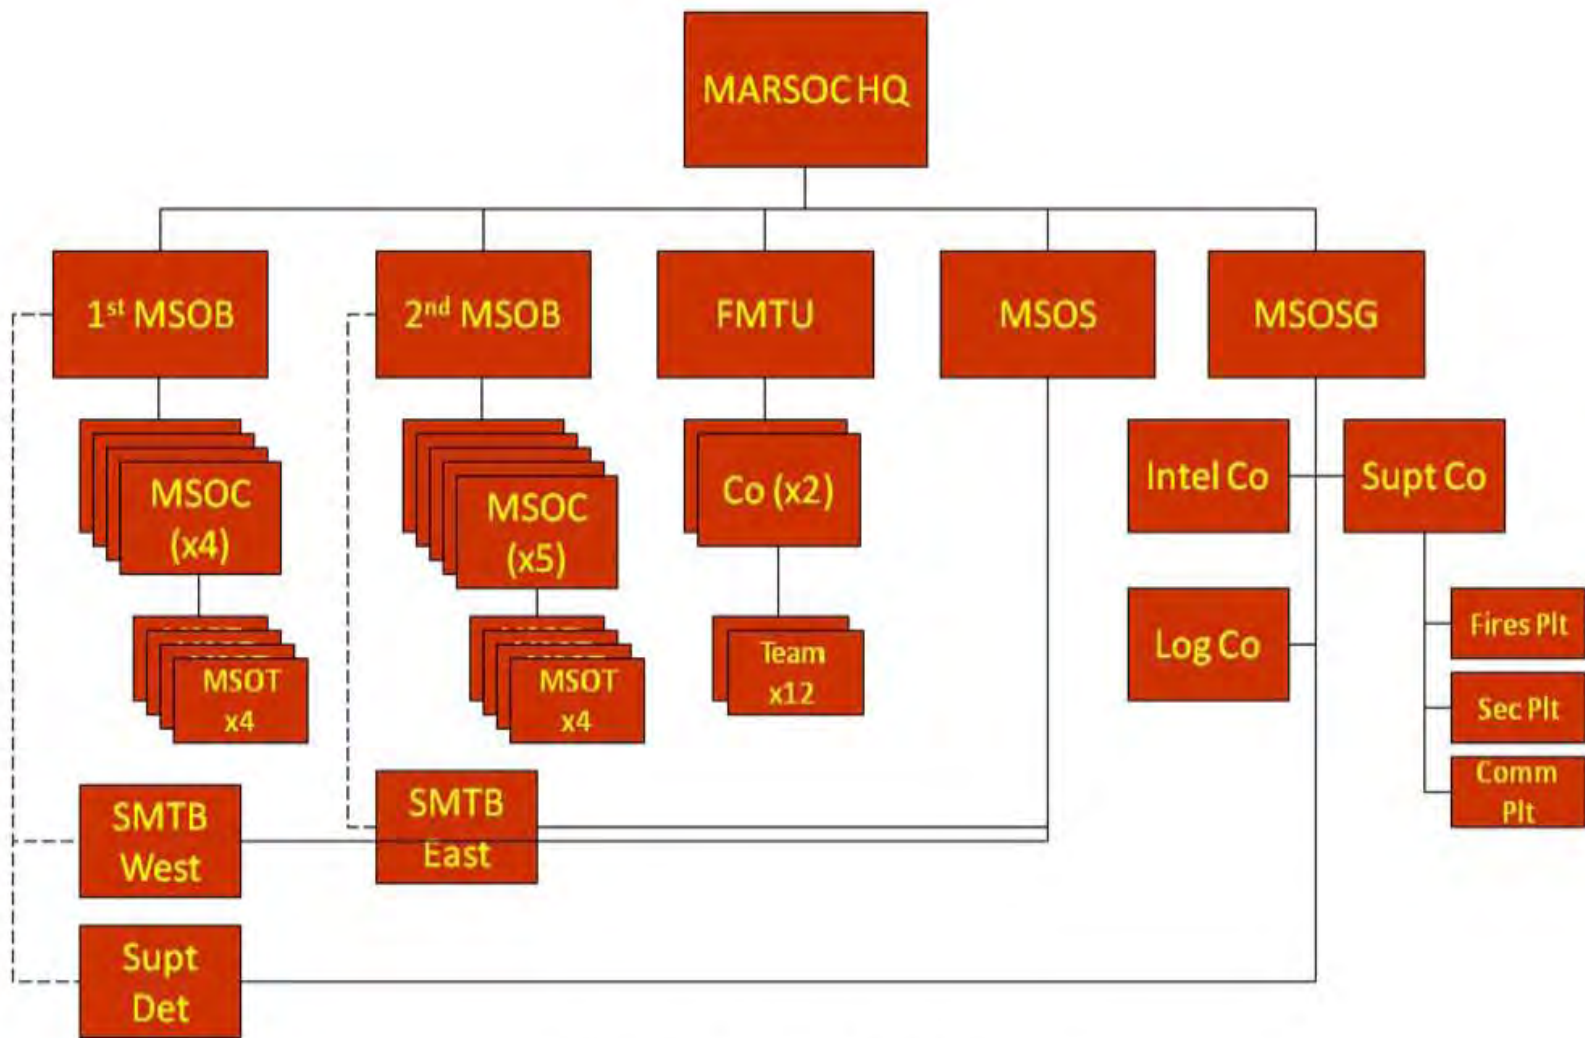 MARSOC HQ
1st MSOB
2nd MSOB
FMTU
MSOS
MSOSG
MSOC
(x4)
MSOC
(x5)
Co (x2)
Intel Co
Supt Co
MSOT
x4
MSOT
x4
Team
x12
Log Co
Fires Plt
Sec Plt
Comm
Plt
SMTB
West
SMTB
East
Supt
Det